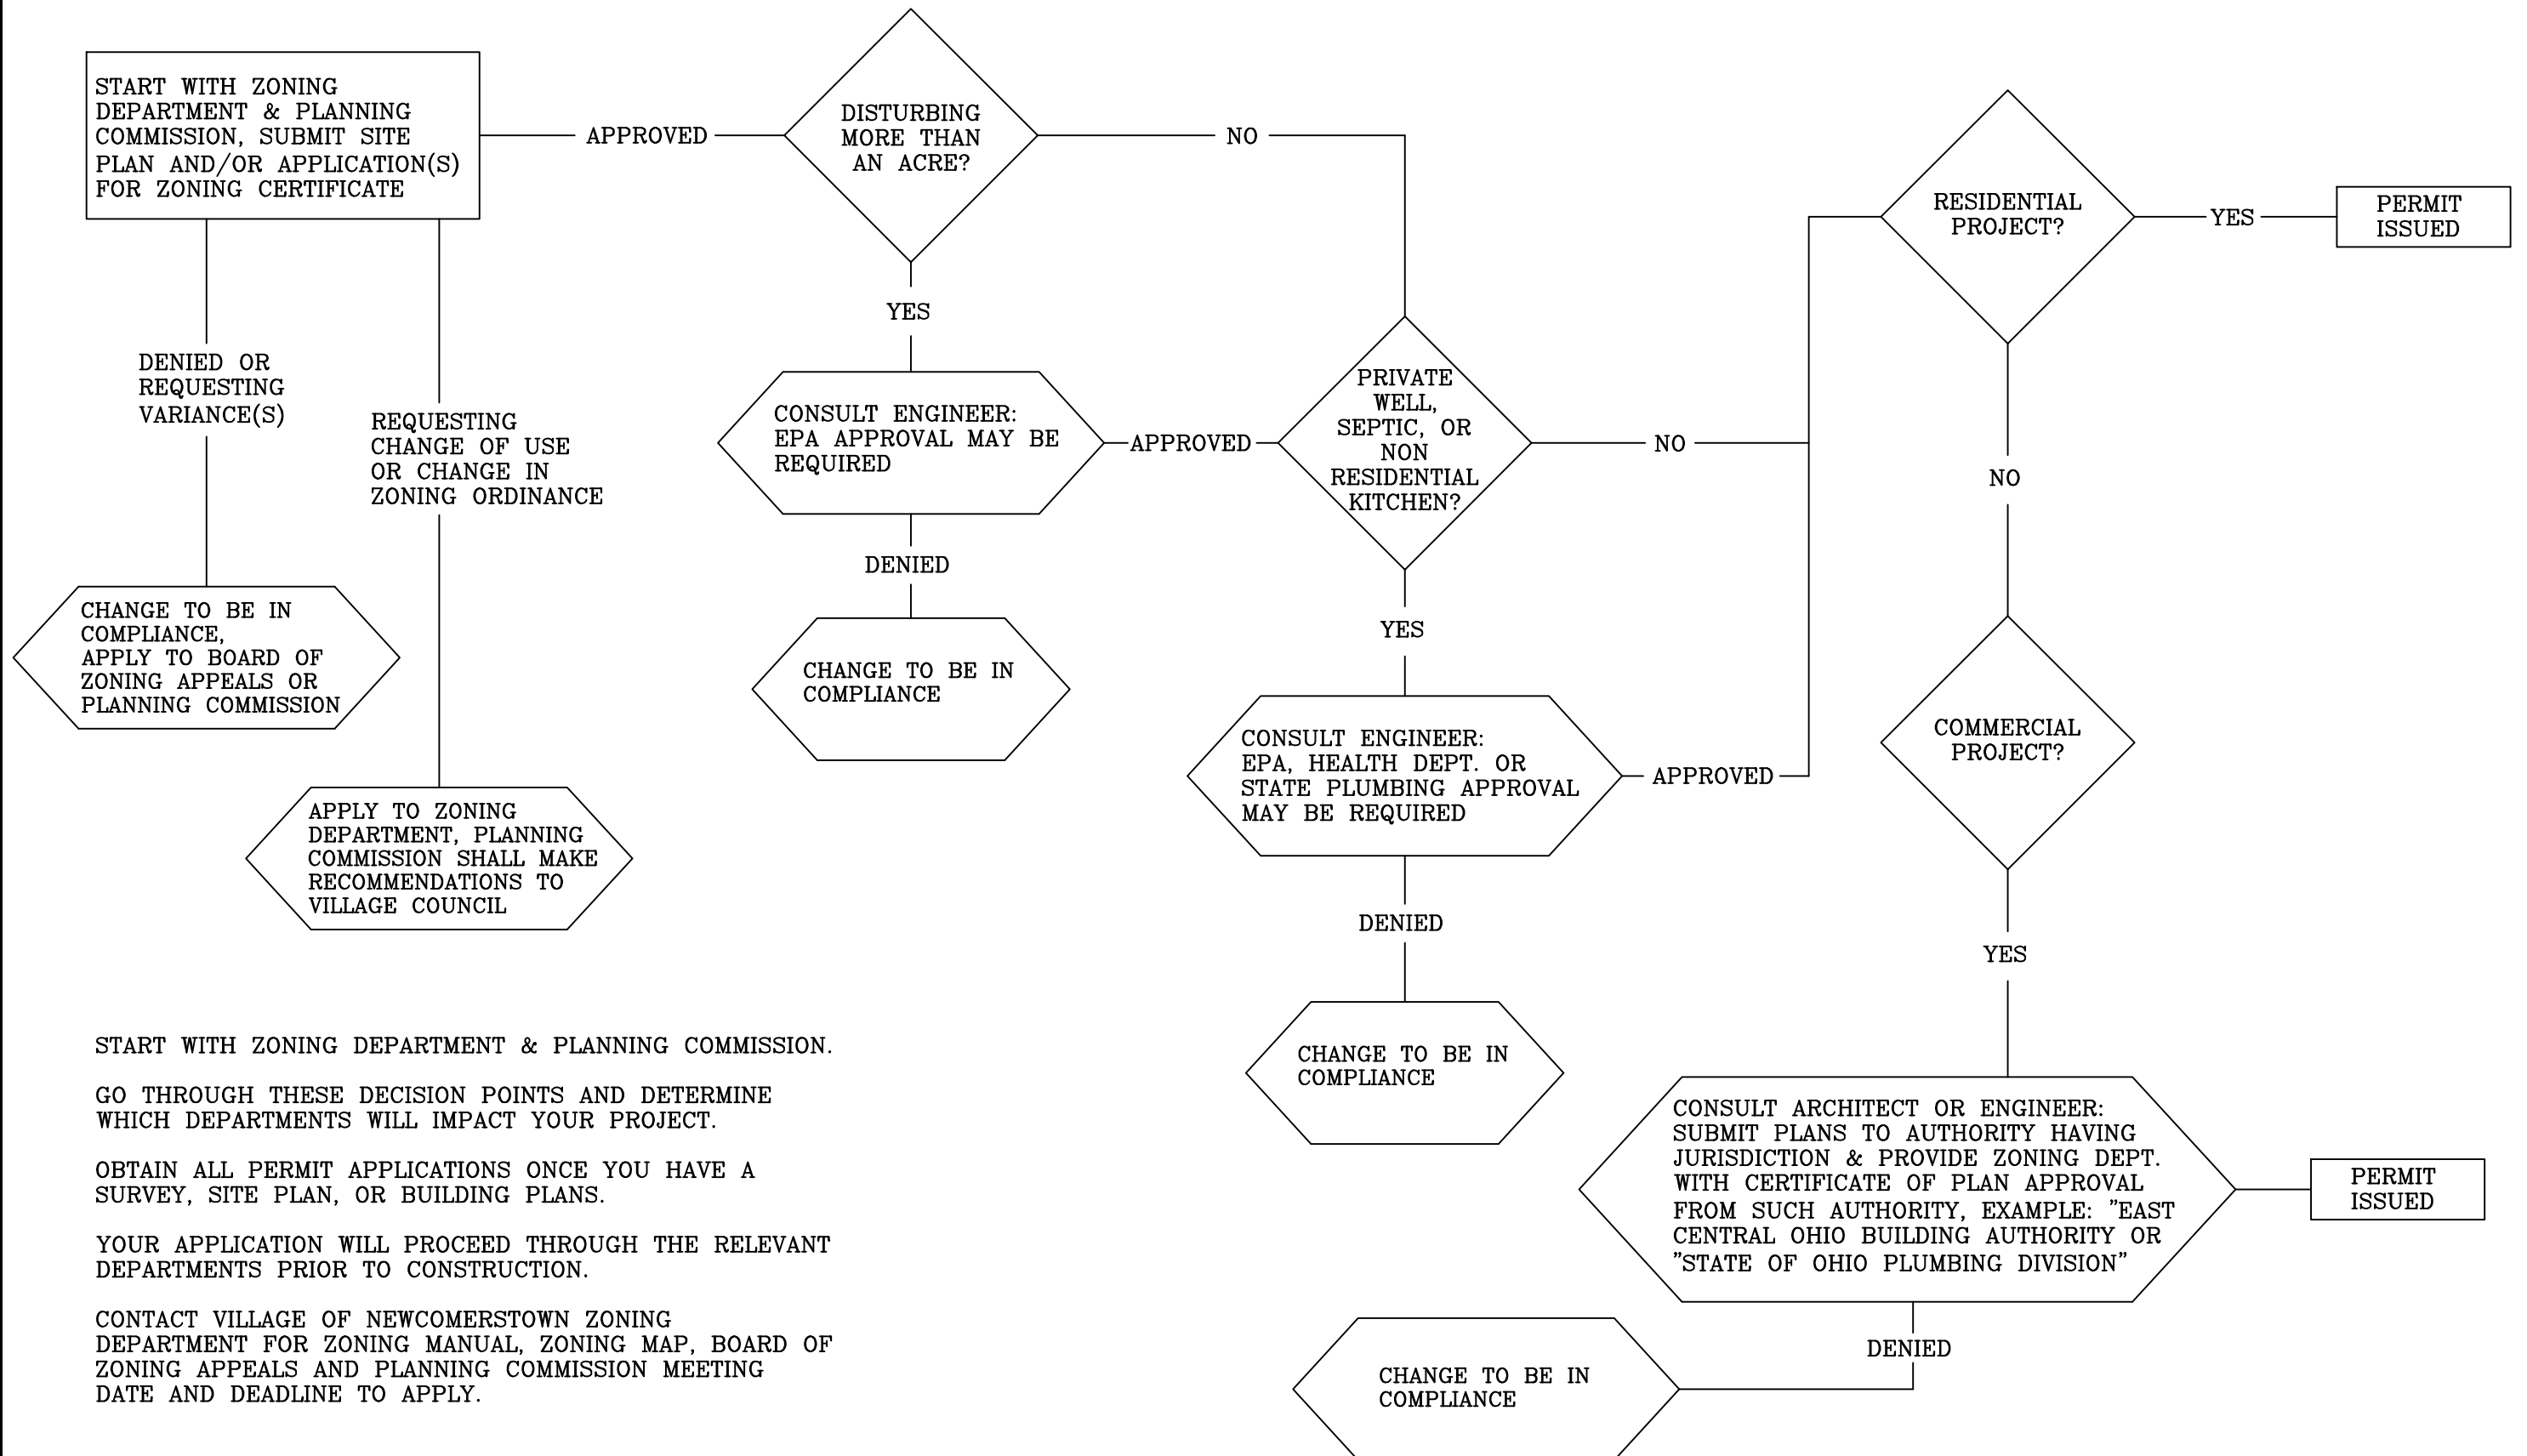 START WITH ZONING
DEPARTMENT & PLANNING
COMMISSION, SUBMIT SITE
PLAN AND/OR APPLICATION(S)
FOR ZONING CERTIFICATE
APPROVED
DISTURBING
MORE THAN
AN ACRE?
NO
RESIDENTIAL
PROJECT?
YES
PERMIT
ISSUED
DENIED OR
REQUESTING
VARIANCE(S)
REQUESTING
CHANGE OF USE
OR CHANGE IN
ZONING ORDINANCE
YES
CONSULT ENGINEER:
EPA APPROVAL MAY BE
REQUIRED
APPROVED
PRIVATE
WELL,
SEPTIC, OR
NON
RESIDENTIAL
KITCHEN?
NO
NO
DENIED
CHANGE TO BE IN
COMPLIANCE,
APPLY TO BOARD OF
ZONING APPEALS OR
PLANNING COMMISSION
CHANGE TO BE IN
COMPLIANCE
YES
COMMERCIAL
PROJECT?
CONSULT ENGINEER:
EPA, HEALTH DEPT. OR
STATE PLUMBING APPROVAL
MAY BE REQUIRED
APPROVED
APPLY TO ZONING
DEPARTMENT, PLANNING
COMMISSION SHALL MAKE
RECOMMENDATIONS TO
VILLAGE COUNCIL
DENIED
YES
CHANGE TO BE IN
COMPLIANCE
CONSULT ARCHITECT OR ENGINEER:
SUBMIT PLANS TO AUTHORITY HAVING
JURISDICTION & PROVIDE ZONING DEPT.
WITH CERTIFICATE OF PLAN APPROVAL
FROM SUCH AUTHORITY, EXAMPLE: "EAST
CENTRAL OHIO BUILDING AUTHORITY OR
"STATE OF OHIO PLUMBING DIVISION"
PERMIT
ISSUED
DENIED
CHANGE TO BE IN
COMPLIANCE
START WITH ZONING DEPARTMENT & PLANNING COMMISSION.
GO THROUGH THESE DECISION POINTS AND DETERMINE
WHICH DEPARTMENTS WILL IMPACT YOUR PROJECT.
OBTAIN ALL PERMIT APPLICATIONS ONCE YOU HAVE A
SURVEY, SITE PLAN, OR BUILDING PLANS.
YOUR APPLICATION WILL PROCEED THROUGH THE RELEVANT
DEPARTMENTS PRIOR TO CONSTRUCTION.
CONTACT VILLAGE OF NEWCOMERSTOWN ZONING
DEPARTMENT FOR ZONING MANUAL, ZONING MAP, BOARD OF
ZONING APPEALS AND PLANNING COMMISSION MEETING
DATE AND DEADLINE TO APPLY.